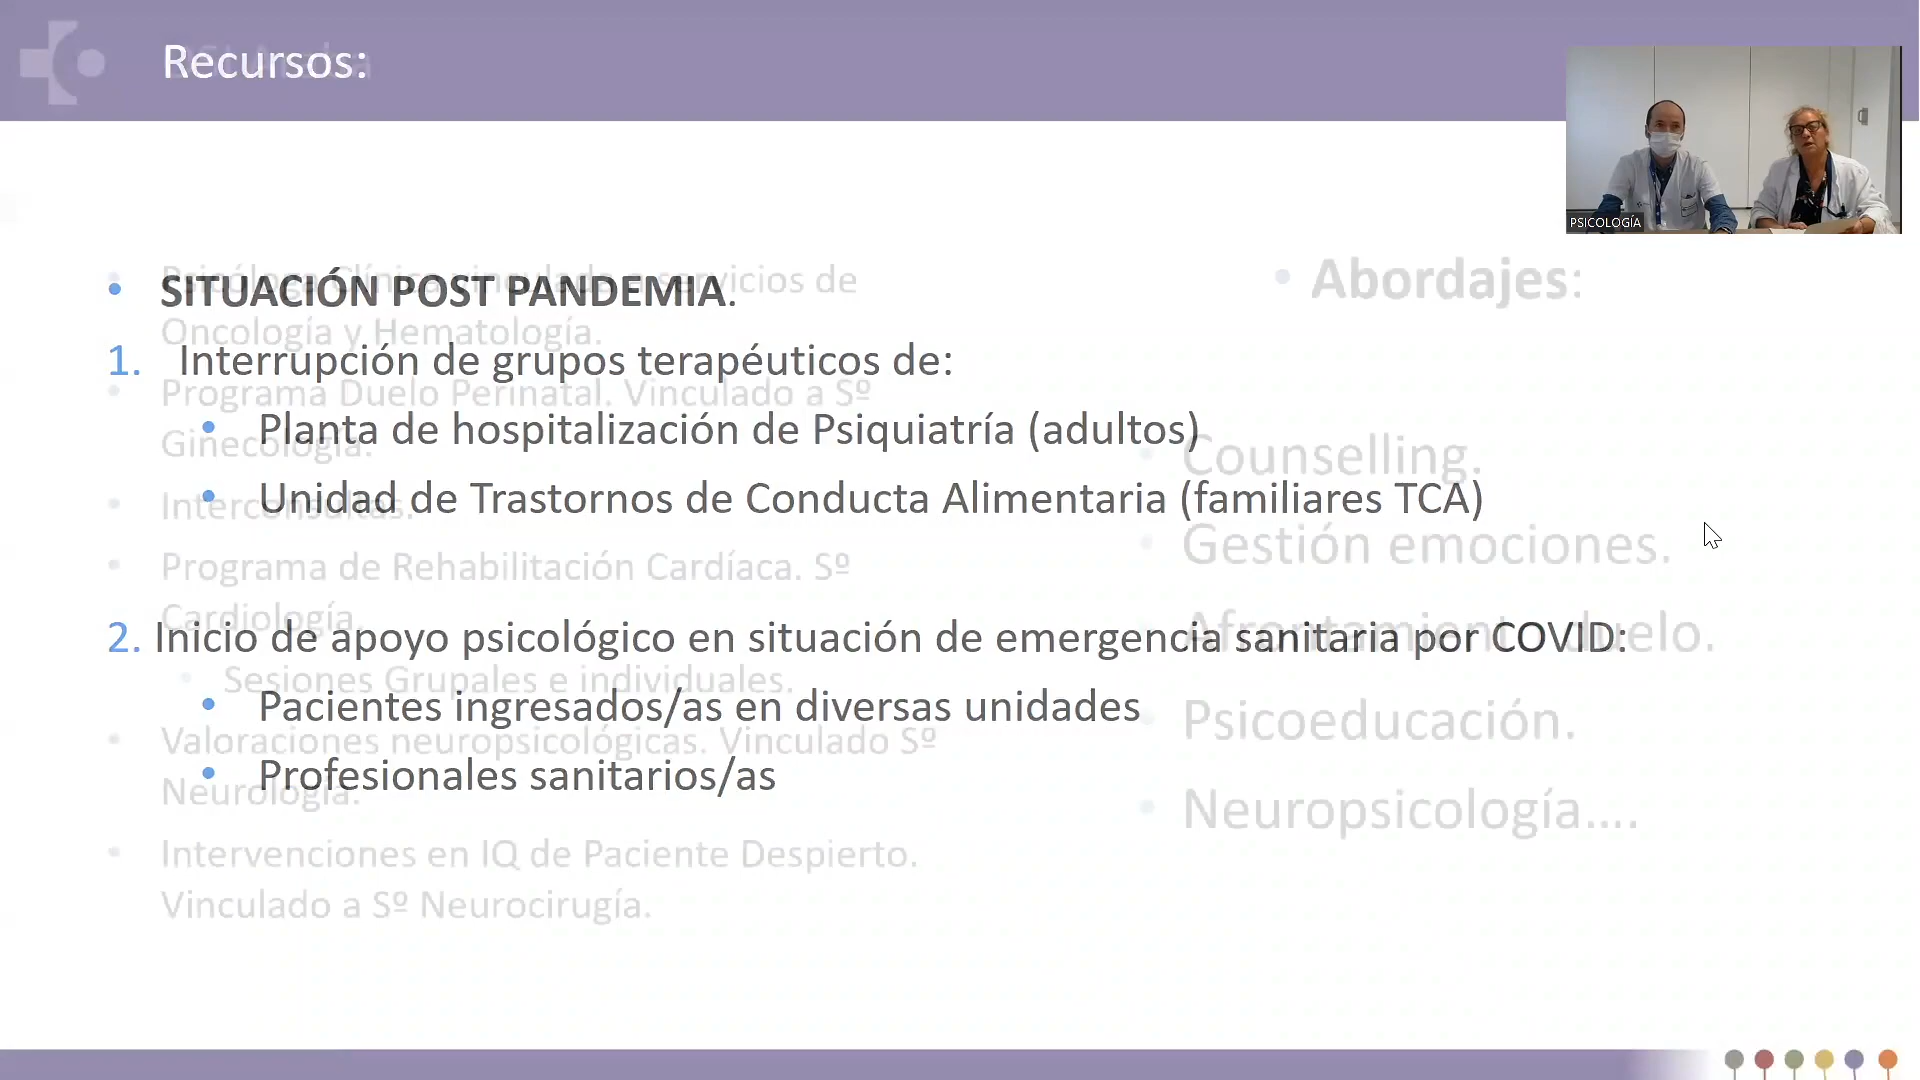 Recursos:
PSICOLOGÍA
• SITUACIÓN POST PANDEMIA.
1. Interrupción de grupos terapéuticos de:
• Planta de hospitalización de Psiquiatría (adultos)
• Unidad de Trastornos de Conducta Alimentaria (familiares TCA)
2. Inicio de apoyo psicológico en situación de emergencia sanitaria por COVID:
• Pacientes ingresados/as en diversas unidades
• Profesionales sanitarios/as
• Psicóloga Clínica vinculada a servicios de
Oncología y Hematología.
• Programa Duelo Perinatal. Vinculado a Sº
Ginecología.
• Interconsultas.
• Programa de Rehabilitación Cardíaca. Sº
Cardiología.
• Sesiones Grupales e individuales.
• Valoraciones neuropsicológicas. Vinculado Sº
Neurología.
• Intervenciones en IQ de Paciente Despierto.
Vinculado a Sº Neurocirugía.
• Abordajes:
• Counselling.
• Gestión emociones.
• Afrontamiento duelo.
• Psicoeducación.
• Neuropsicología....